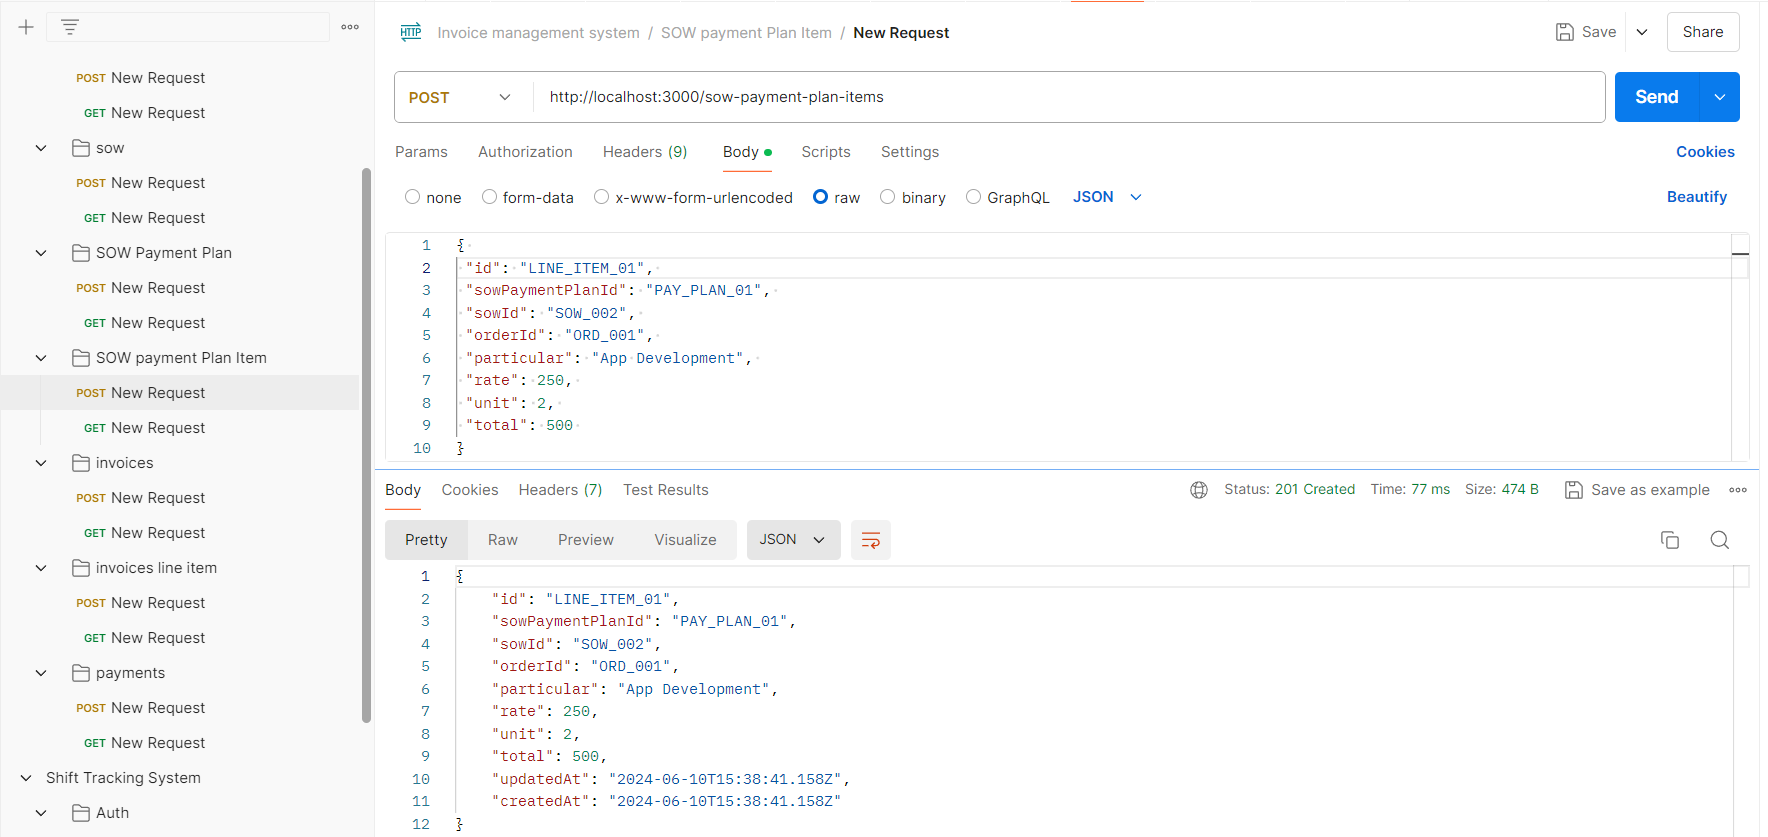 POST New Request
GET New Request
sow
POST New Request
GET New Request
SOW Payment Plan
POST New Request
GET New Request
SOW payment Plan Item
POST New Request
GET New Request
invoices
POST New Request
GET New Request
invoices line item
POST New Request
GET New Request
payments
POST New Request
GET New Request
Shift Tracking System
Auth
HTTP Invoice management system / SOW payment Plan Item / New Request
Save
Share
POST http://localhost:3000/sow-payment-plan-items
Send
Params Authorization Headers (9) Body Scripts Settings Cookies
none form-data x-www-form-urlencoded raw binary GraphQL JSON Beautify
1 {
2 "id": "LINE_ITEM_01",
3 "sowPaymentPlanId": "PAY_PLAN_01",
4 "sowId": "SOW_002",
5 "orderId": "ORD_001",
6 "particular": "App Development",
7 "rate": 250,
8 "unit": 2,
9 "total": 500
10 }
Body Cookies Headers (7) Test Results Status: 201 Created Time: 77 ms Size: 474 B Save as example
Pretty Raw Preview Visualize JSON
1 {
2 "id": "LINE_ITEM_01",
3 "sowPaymentPlanId": "PAY_PLAN_01",
4 "sowId": "SOW_002",
5 "orderId": "ORD_001",
6 "particular": "App Development",
7 "rate": 250,
8 "unit": 2,
9 "total": 500,
10 "updatedAt": "2024-06-10T15:38:41.158Z",
11 "createdAt": "2024-06-10T15:38:41.158Z"
12 }